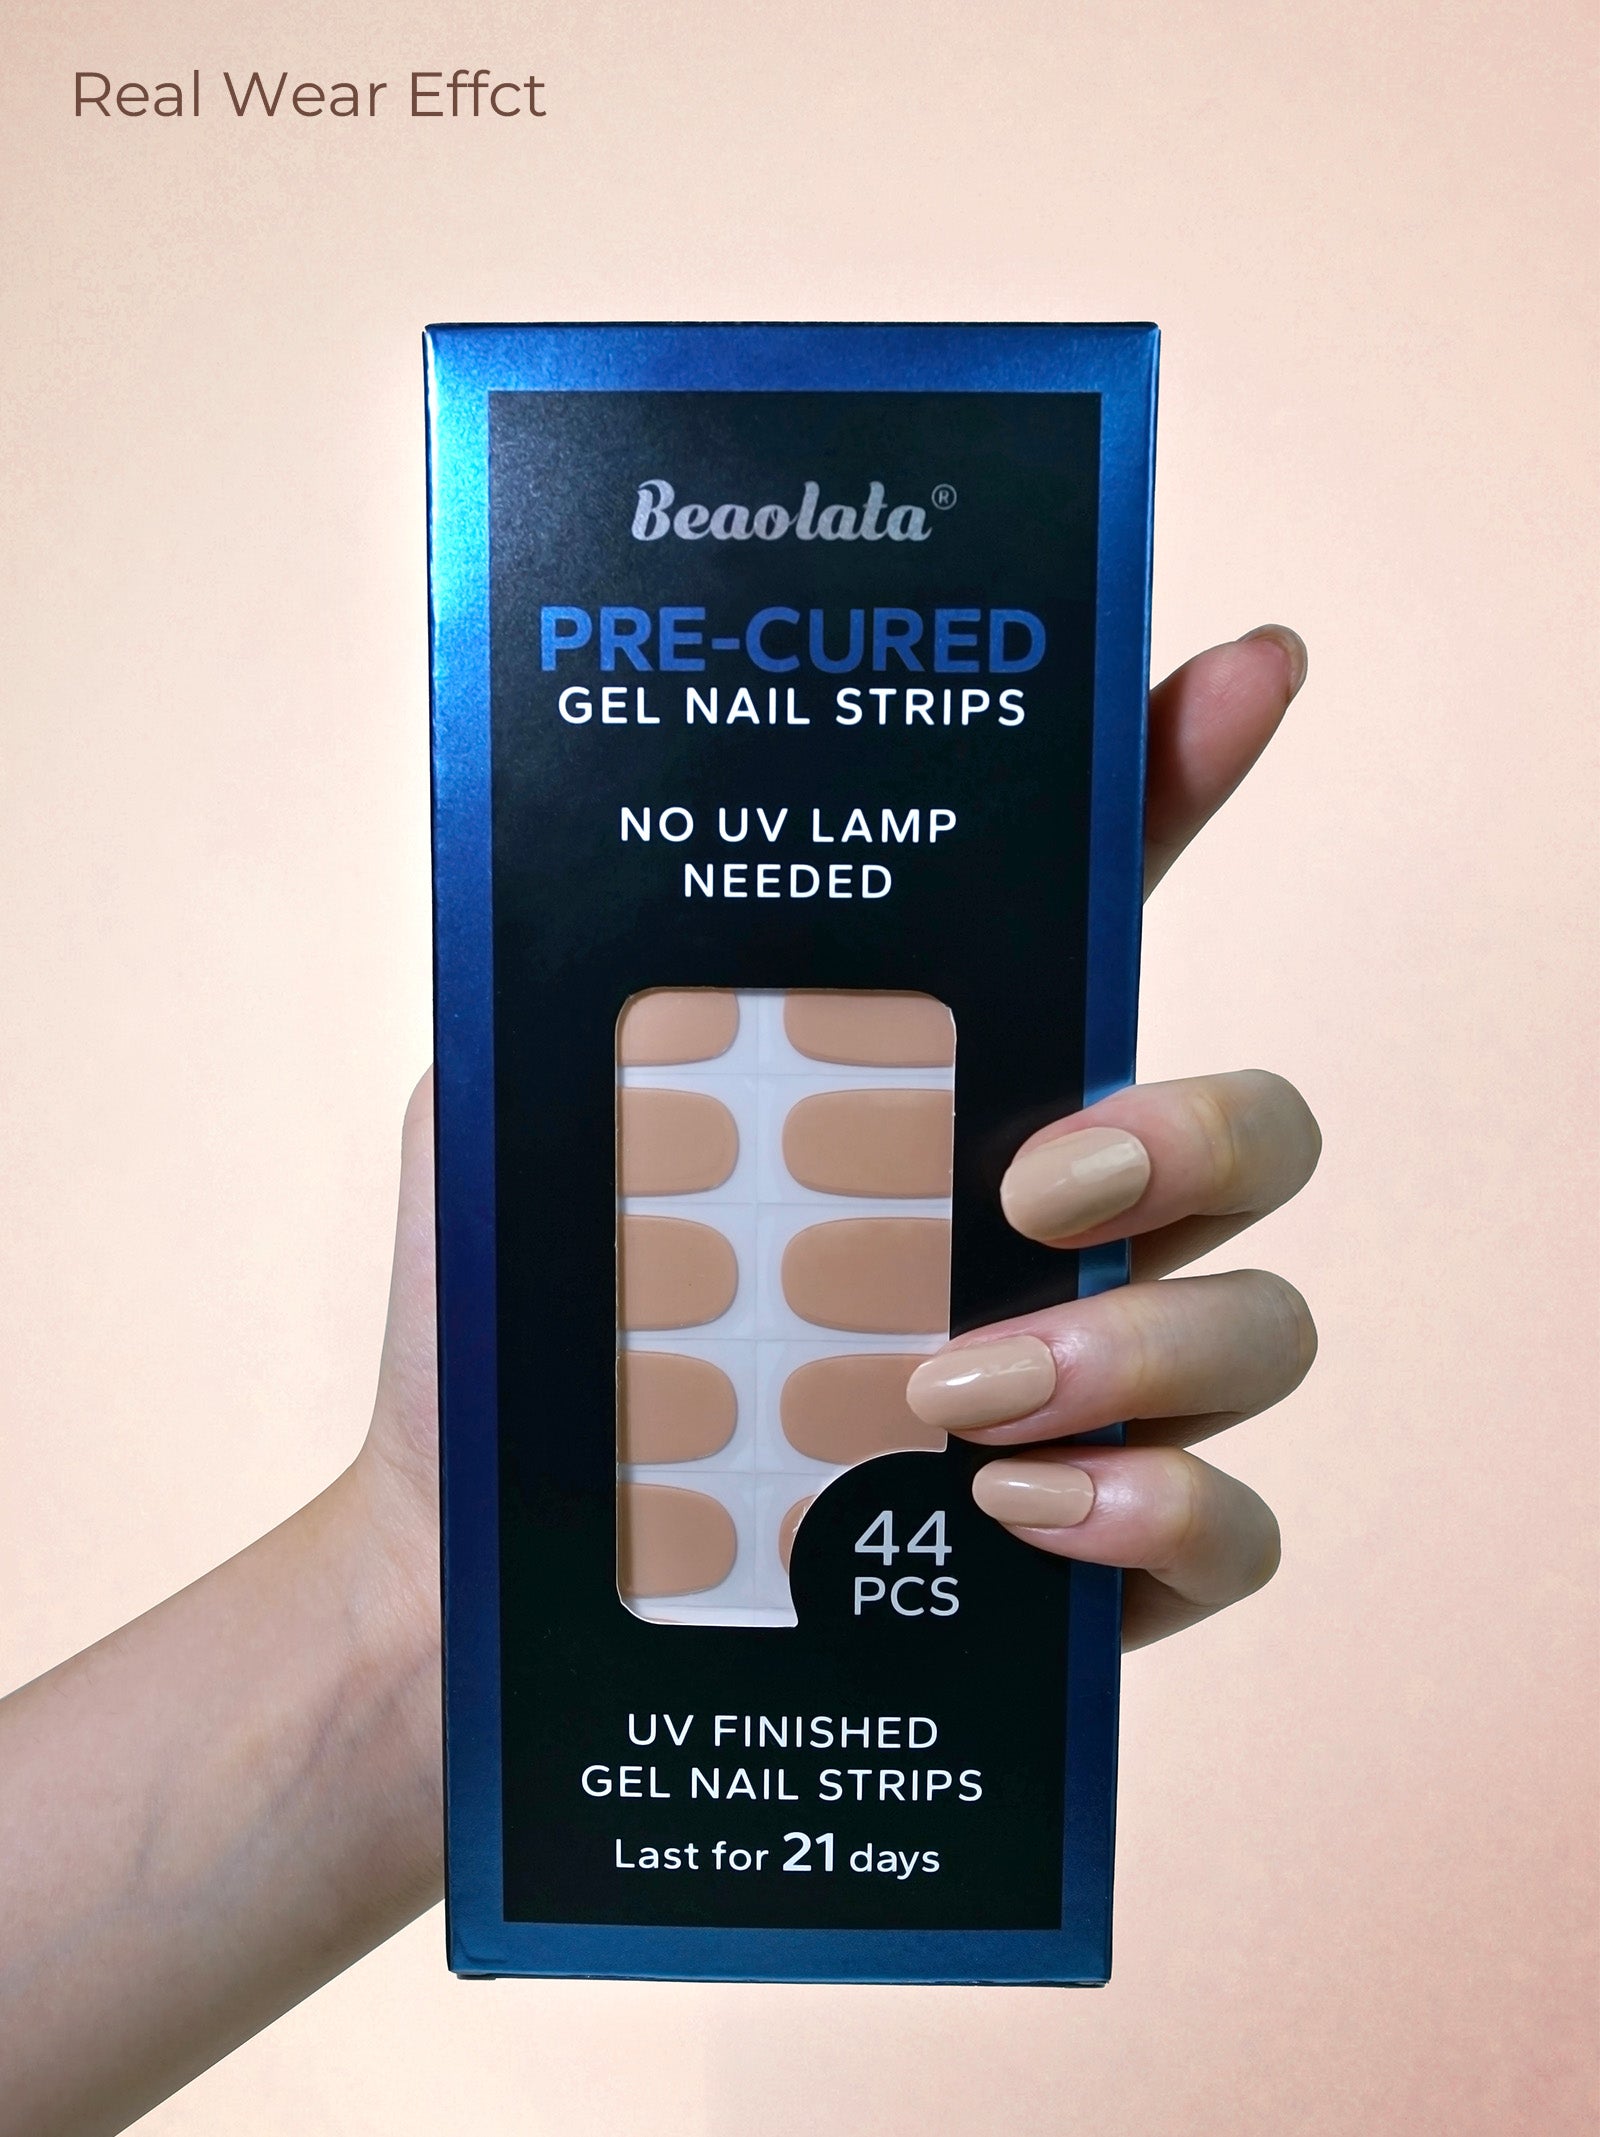 Real Wear Effct
Beaolata®
PRE-CURED
GEL NAIL STRIPS
NO UV LAMP
NEEDED
44
PCS
UV FINISHED
GEL NAIL STRIPS
Last for 21 days